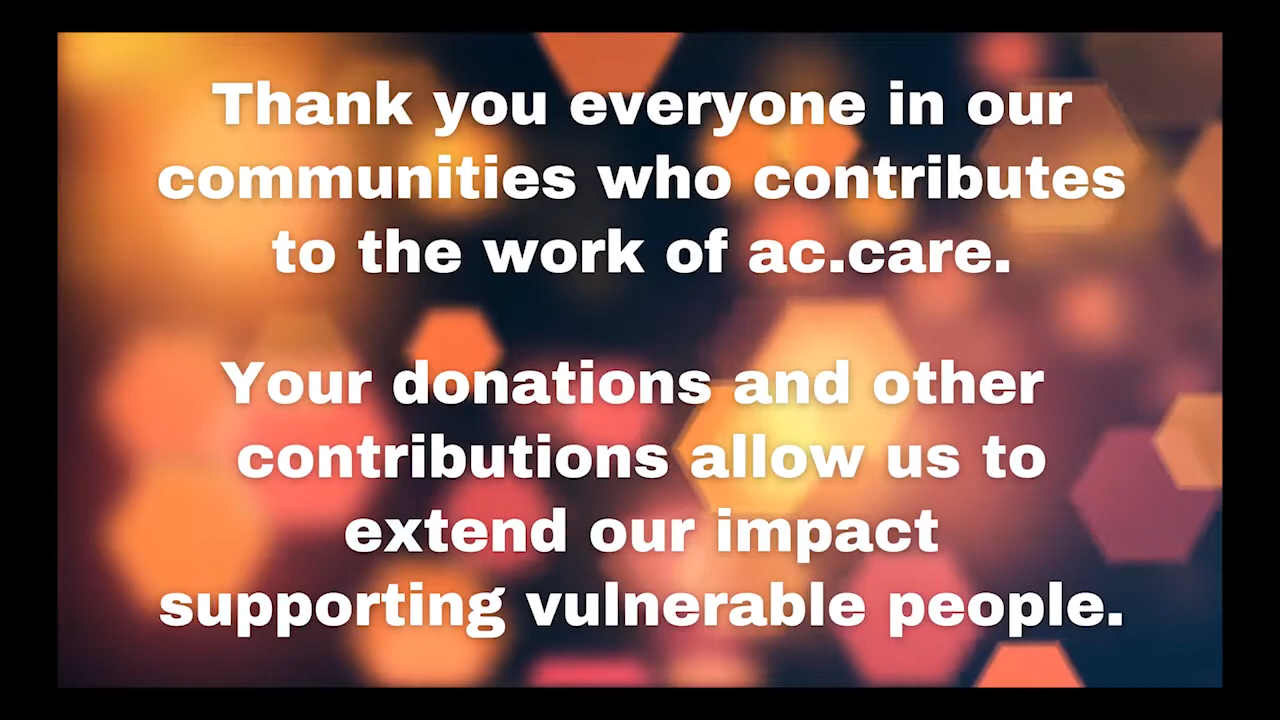 Thank you everyone in our
communities who contributes
to the work of ac.care.
Your donations and other
contributions allow us to
extend our impact
supporting vulnerable people.